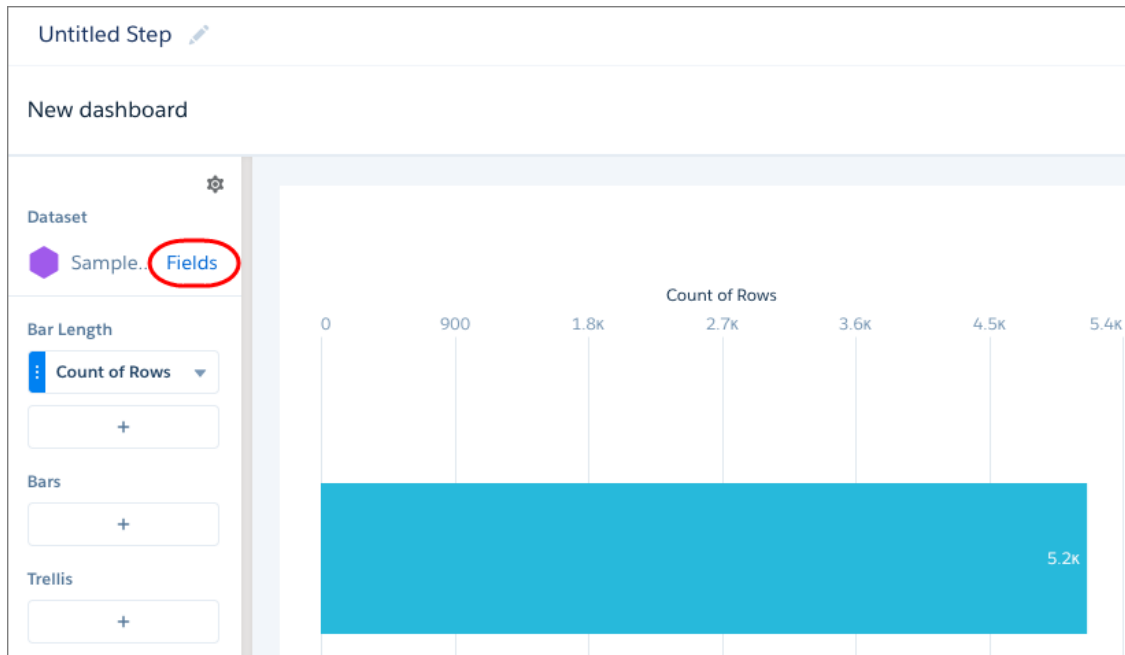 Untitled Step
New dashboard
Dataset
Sample.. Fields
Bar Length
Count of Rows
+
Bars
+
Trellis
+
Count of Rows
0 900 1.8K 2.7K 3.6K 4.5K 5.4K
5.2K